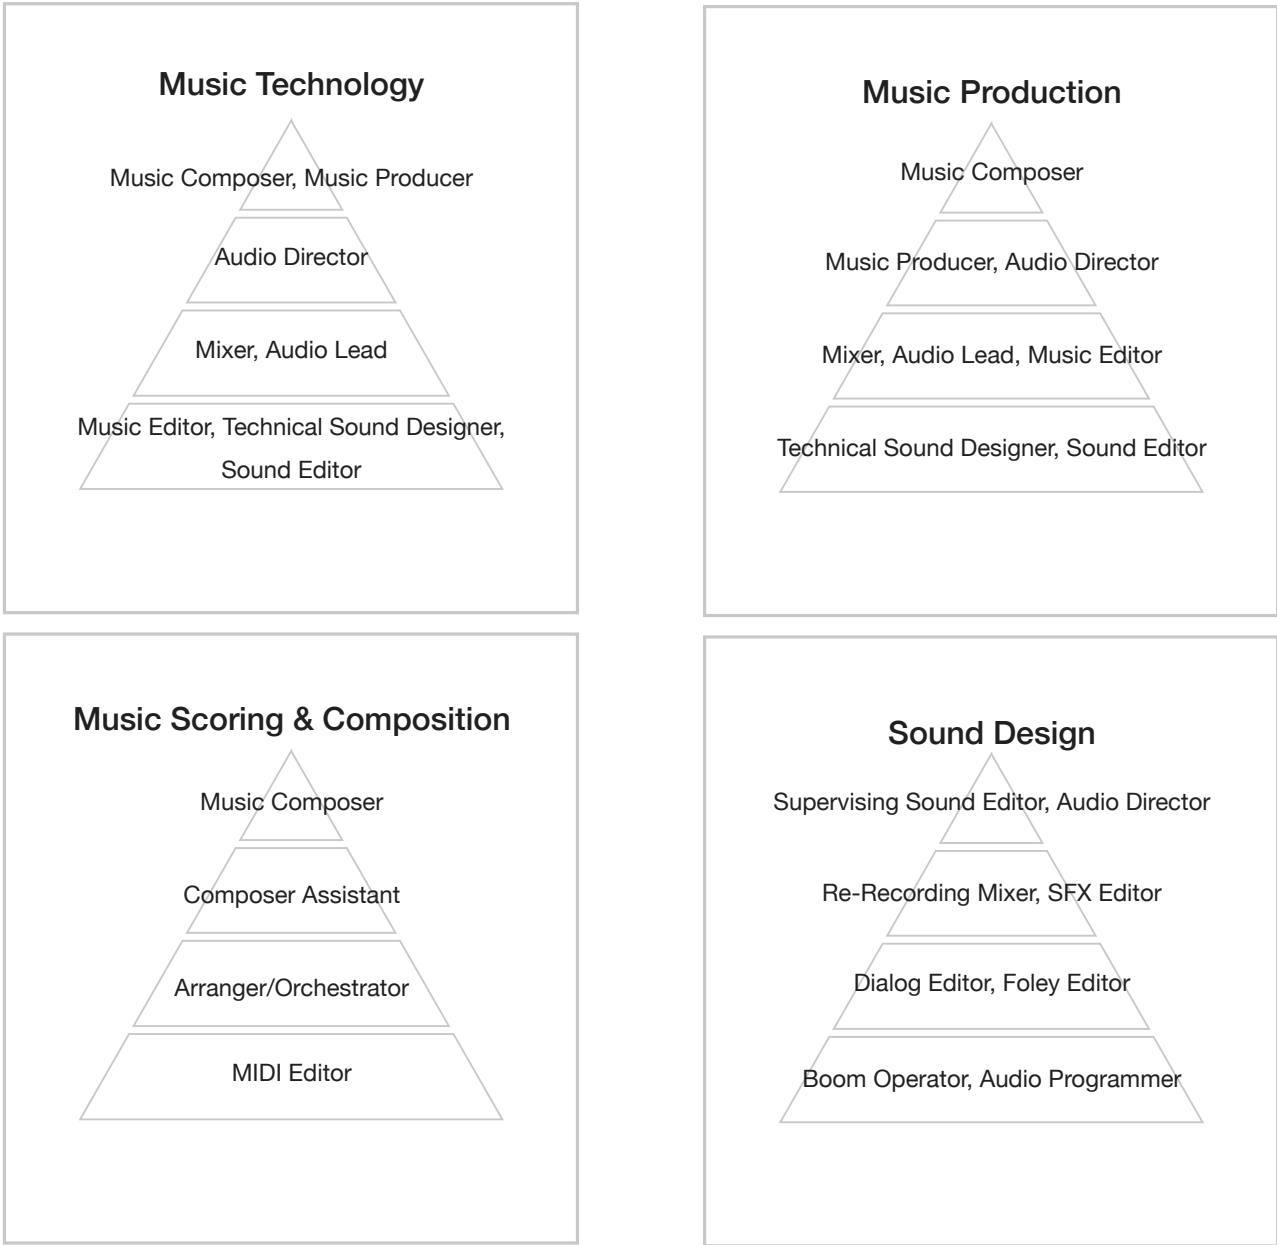 Music Technology
Music Composer, Music Producer
Audio Director
Mixer, Audio Lead
Music Editor, Technical Sound Designer,
Sound Editor
Music Production
Music Composer
Music Producer, Audio Director
Mixer, Audio Lead, Music Editor
Technical Sound Designer, Sound Editor
Music Scoring & Composition
Music Composer
Composer Assistant
Arranger/Orchestrator
MIDI Editor
Sound Design
Supervising Sound Editor, Audio Director
Re-Recording Mixer, SFX Editor
Dialog Editor, Foley Editor
Boom Operator, Audio Programmer